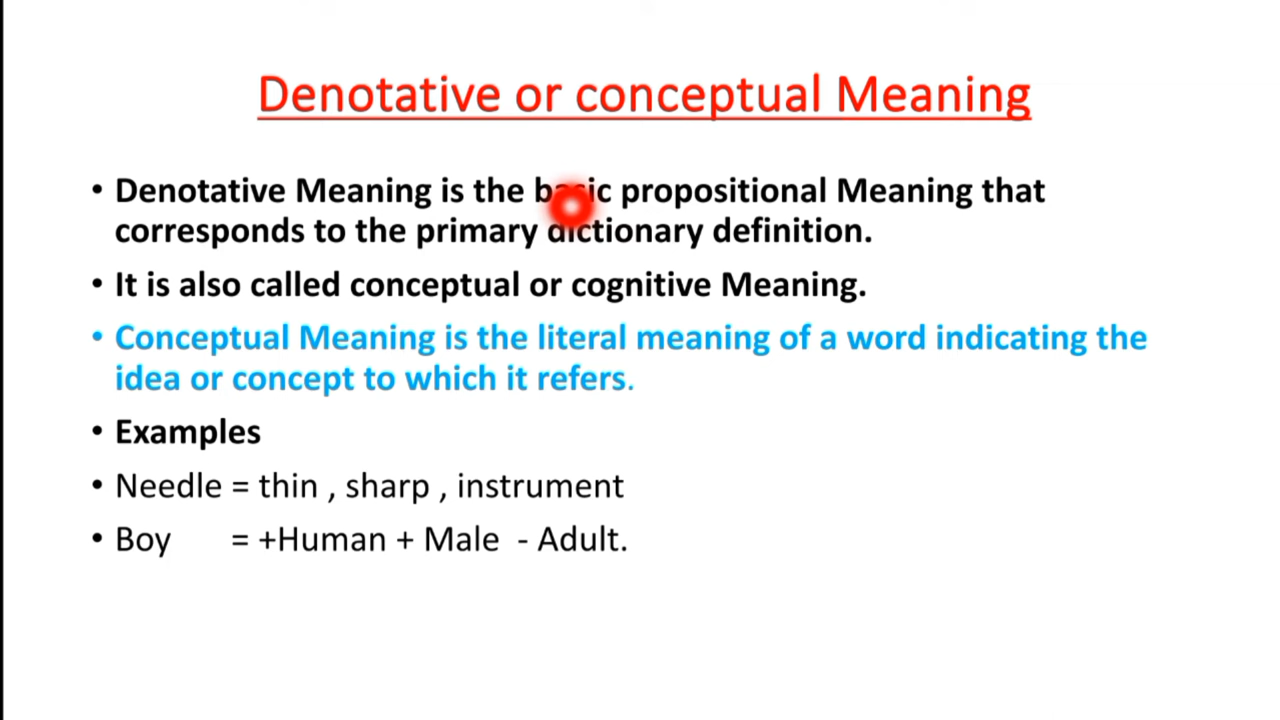 Denotative or conceptual Meaning
• Denotative Meaning is the basic propositional Meaning that
corresponds to the primary dictionary definition.
• It is also called conceptual or cognitive Meaning.
• Conceptual Meaning is the literal meaning of a word indicating the
idea or concept to which it refers.
• Examples
• Needle = thin , sharp , instrument
• Boy = +Human + Male - Adult.